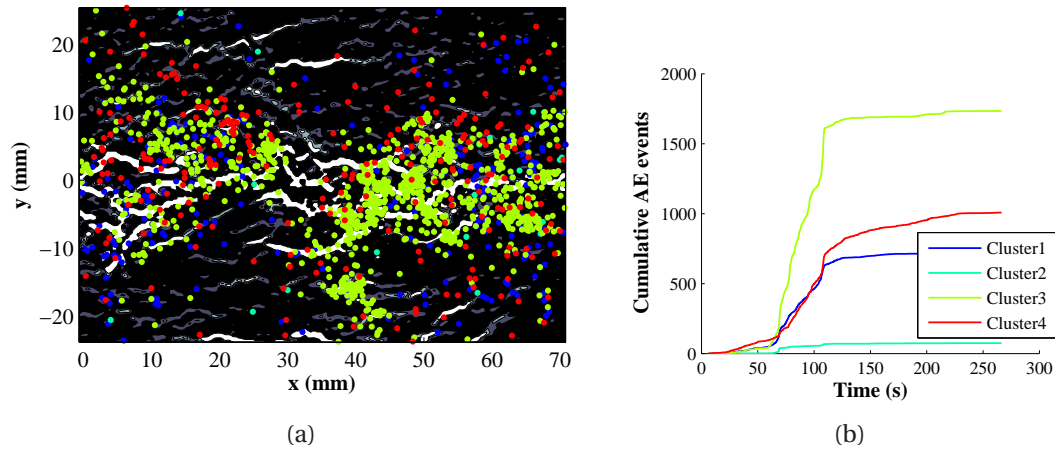 20
10
0
−10
−20
y (mm)
0 10 20 30 40 50 60 70
x (mm)
(a)
2000
1500
1000
500
0
Cumulative AE events
Cluster1
Cluster2
Cluster3
Cluster4
0 50 100 150 200 250 300
Time (s)
(b)